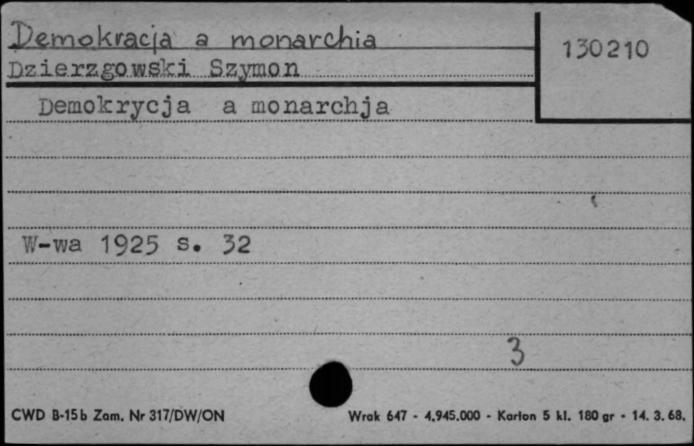 Demokracja a monarchia
130210
Dzierzgowski Szymon
Demokrycja a monarchja
W-wa 1925 s. 32
3
CWD B-15b Zam. Nr 317/DW/ON
Wrak 647 - 4.945.000 - Karton 5 kl. 180 gr - 14. 3. 68.